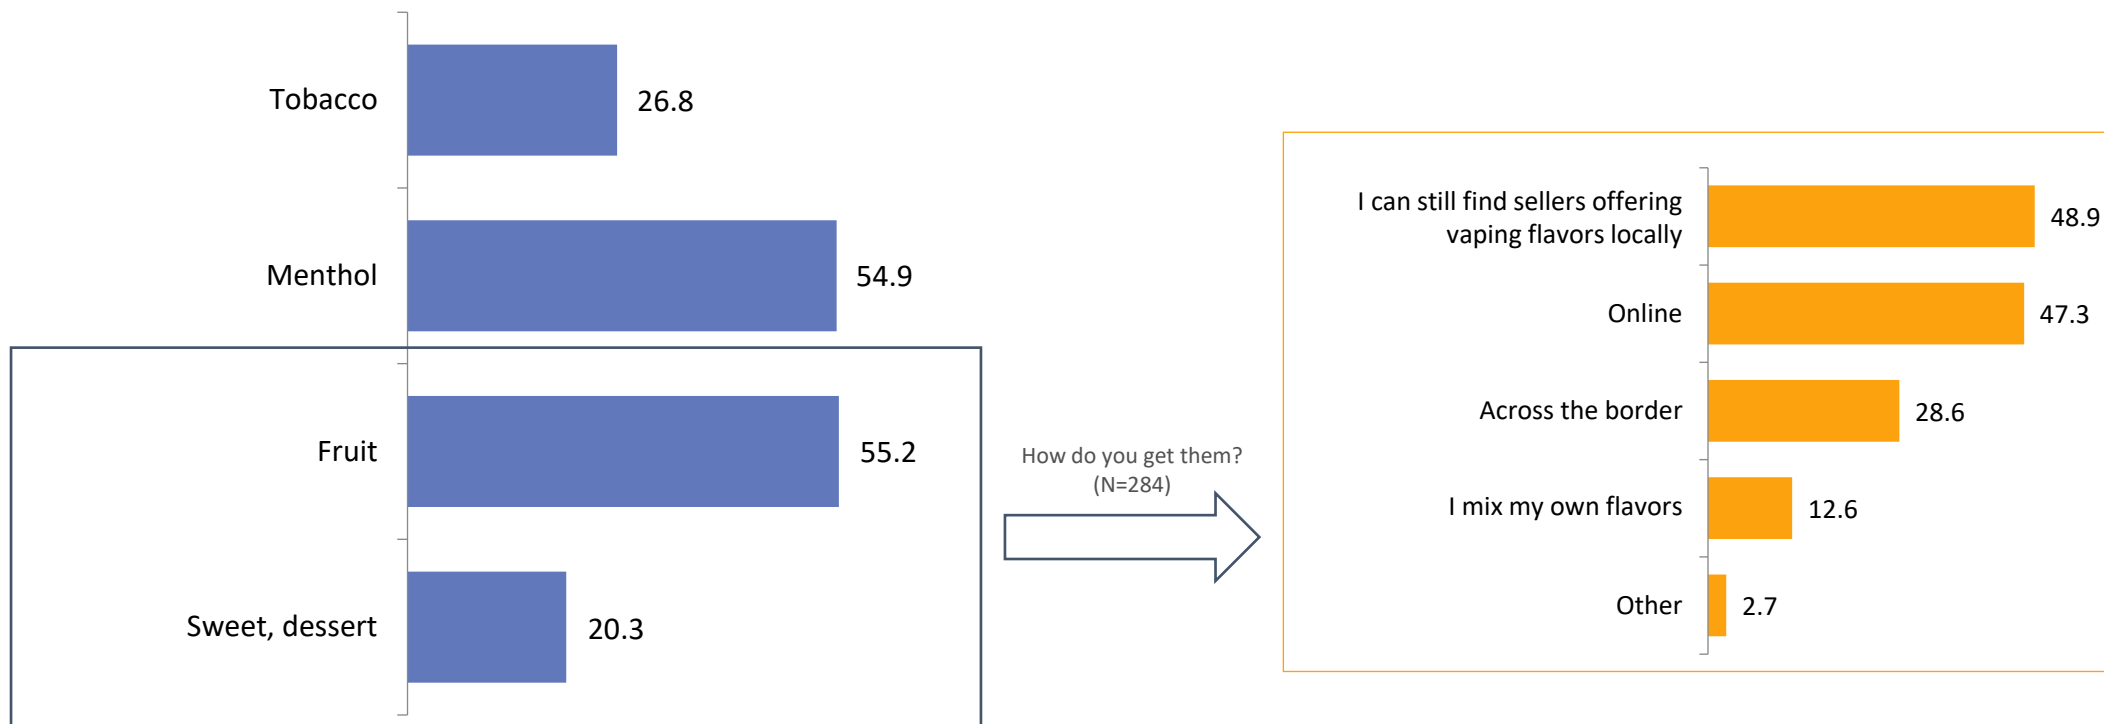 Tobacco
26.8
Menthol
54.9
Fruit
55.2
Sweet, dessert
20.3
How do you get them?
(N=284)
I can still find sellers offering
vaping flavors locally
48.9
Online
47.3
Across the border
28.6
I mix my own flavors
12.6
Other
2.7